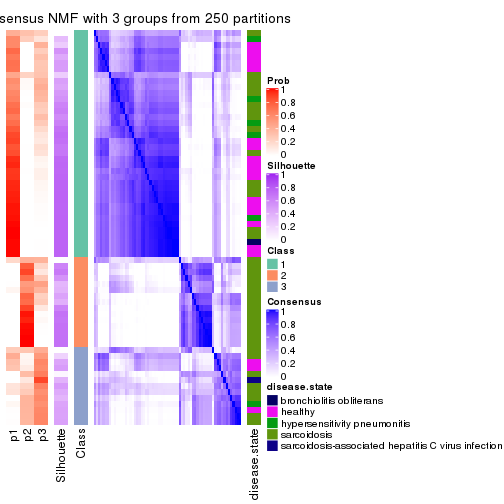 sensus NMF with 3 groups from 250 partitions
Prob
1
0.8
0.6
0.4
0.2
0
Silhouette
1
0.8
0.6
0.4
0.2
0
Class
1
2
3
Consensus
1
0.8
0.6
0.4
0.2
0
disease.state
bronchiolitis obliterans
healthy
hypersensitivity pneumonitis
sarcoidosis
sarcoidosis-associated hepatitis C virus infection
p1
p2
p3
Silhouette
Class
disease.state